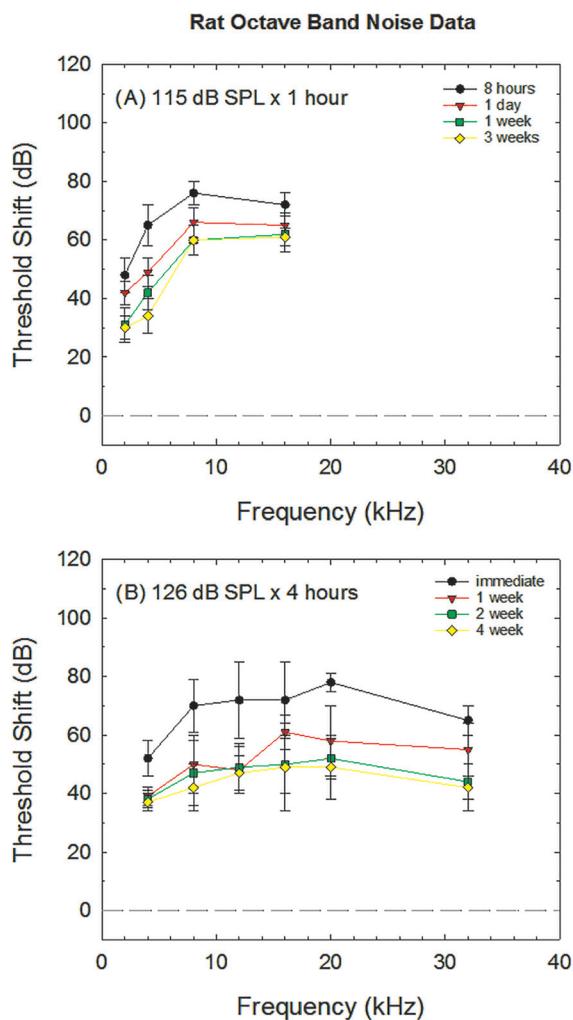 Rat Octave Band Noise Data
120
100
80
60
40
20
0
Threshold Shift (dB)
(A) 115 dB SPL x 1 hour
8 hours
1 day
1 week
3 weeks
0 10 20 30 40
Frequency (kHz)
120
100
80
60
40
20
0
Threshold Shift (dB)
(B) 126 dB SPL x 4 hours
immediate
1 week
2 week
4 week
0 10 20 30 40
Frequency (kHz)